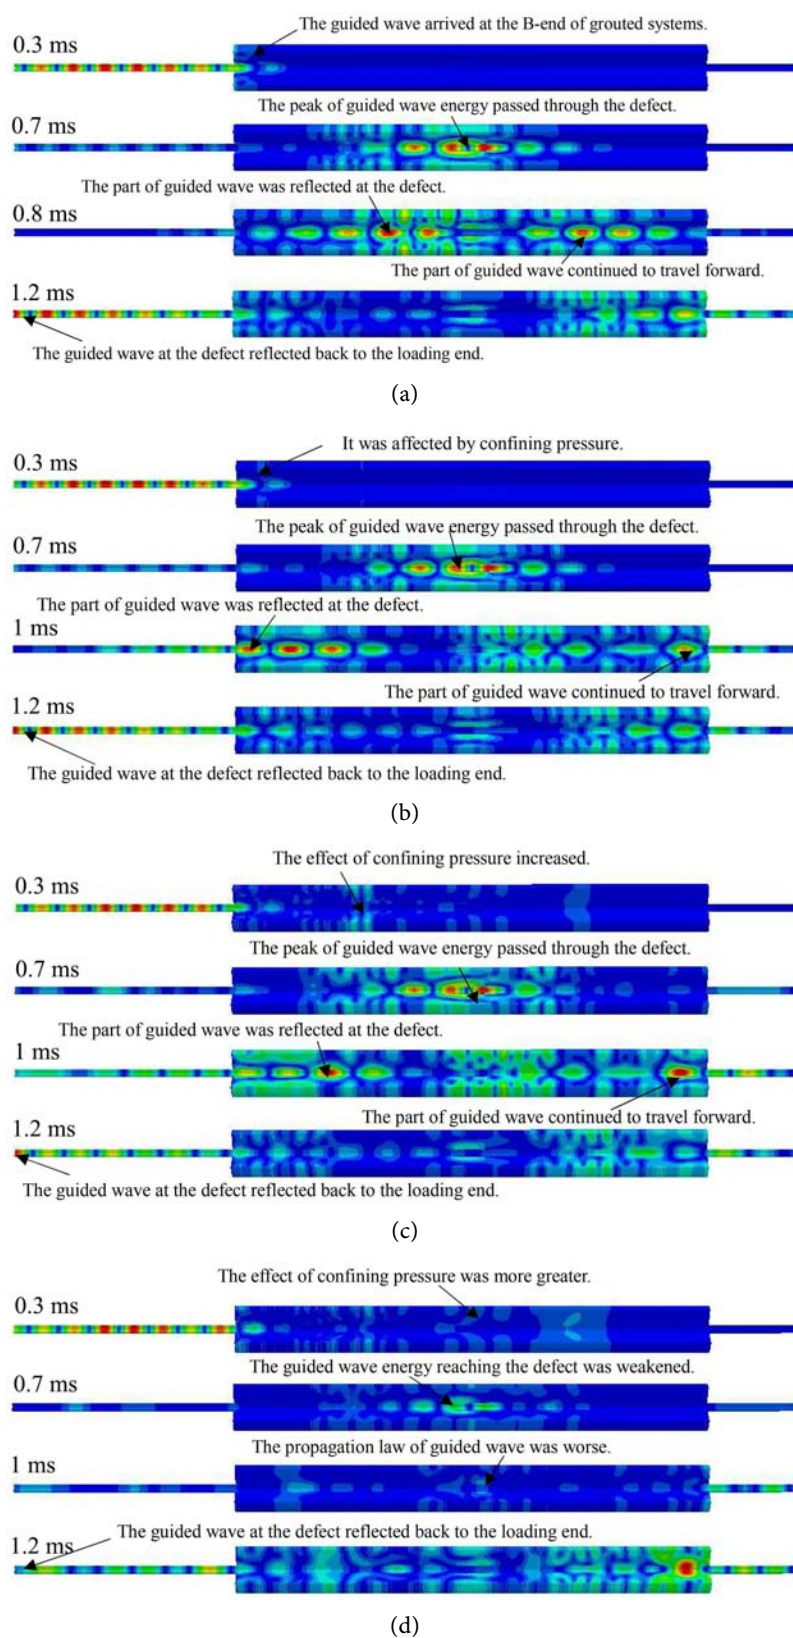 The guided wave arrived at the B-end of grouted systems.
0.3 ms
The peak of guided wave energy passed through the defect.
0.7 ms
The part of guided wave was reflected at the defect.
0.8 ms
The part of guided wave continued to travel forward.
1.2 ms
The guided wave at the defect reflected back to the loading end.
(a)
It was affected by confining pressure.
0.3 ms
The peak of guided wave energy passed through the defect.
0.7 ms
The part of guided wave was reflected at the defect.
1 ms
The part of guided wave continued to travel forward.
1.2 ms
The guided wave at the defect reflected back to the loading end.
(b)
The effect of confining pressure increased.
0.3 ms
The peak of guided wave energy passed through the defect.
0.7 ms
The part of guided wave was reflected at the defect.
1 ms
The part of guided wave continued to travel forward.
1.2 ms
The guided wave at the defect reflected back to the loading end.
(c)
The effect of confining pressure was more greater.
0.3 ms
The guided wave energy reaching the defect was weakened.
0.7 ms
The propagation law of guided wave was worse.
1 ms
The guided wave at the defect reflected back to the loading end.
1.2 ms
(d)